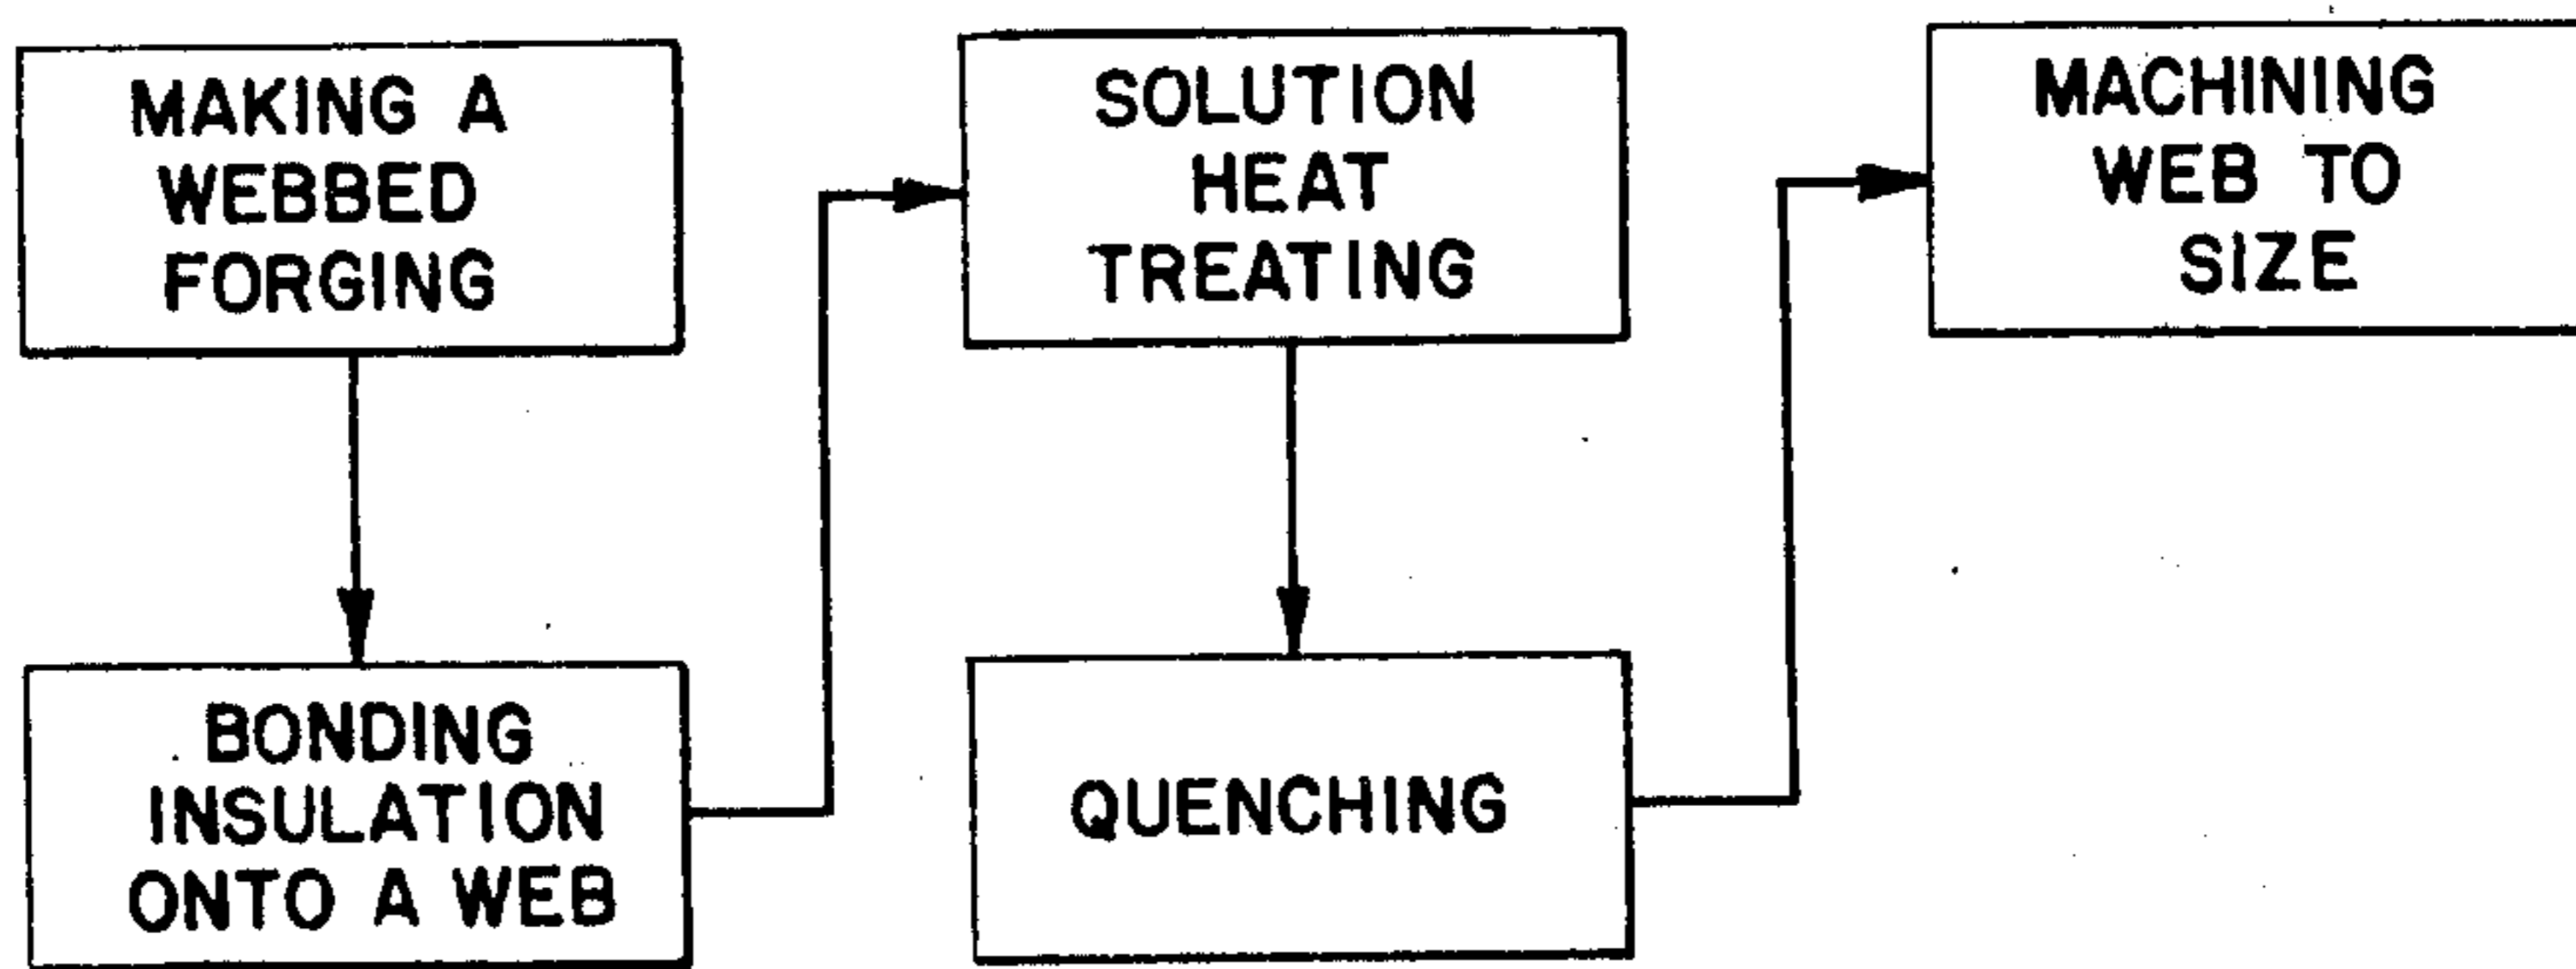 MAKING A
WEBBED
FORGING
BONDING
INSULATION
ONTO A WEB
SOLUTION
HEAT
TREATING
QUENCHING
MACHINING
WEB TO
SIZE